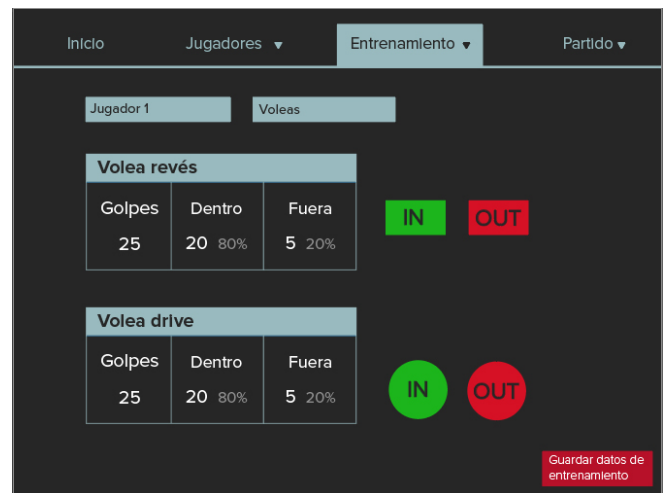 Inicio Jugadores ▼ Entrenamiento ▼ Partido ▼
Jugador 1 Voleas
Volea revés
Golpes Dentro Fuera
25 20 80% 5 20%
IN OUT
Volea drive
Golpes Dentro Fuera
25 20 80% 5 20%
IN OUT
Guardar datos de
entrenamiento